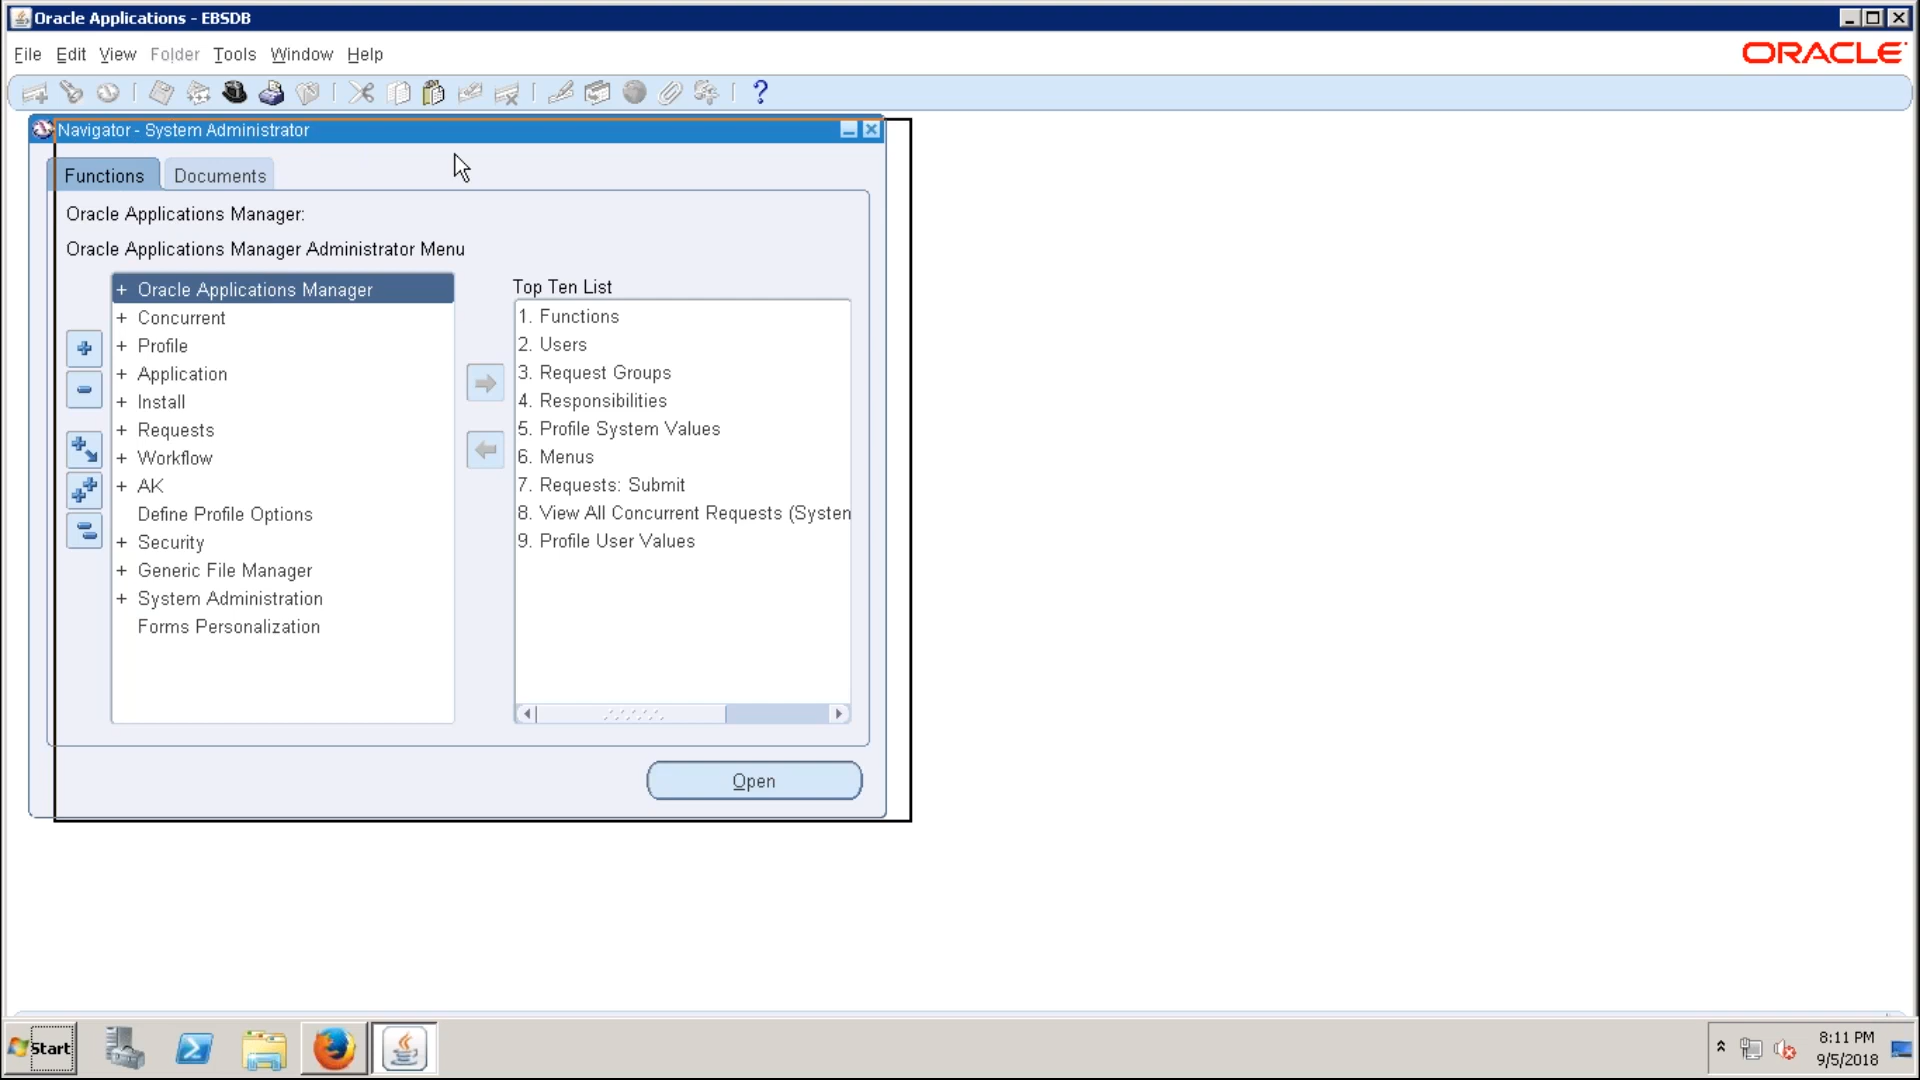 Oracle Applications - EBSDB
File Edit View Folder Tools Window Help
ORACLE
Navigator - System Administrator
Functions Documents
Oracle Applications Manager:
Oracle Applications Manager Administrator Menu
+ Oracle Applications Manager
+ Concurrent
+ Profile
+ Application
+ Install
+ Requests
+ Workflow
+ AK
Define Profile Options
+ Security
+ Generic File Manager
+ System Administration
Forms Personalization
Top Ten List
1. Functions
2. Users
3. Request Groups
4. Responsibilities
5. Profile System Values
6. Menus
7. Requests: Submit
8. View All Concurrent Requests (System
9. Profile User Values
Open
Start
8:11 PM
9/5/2018